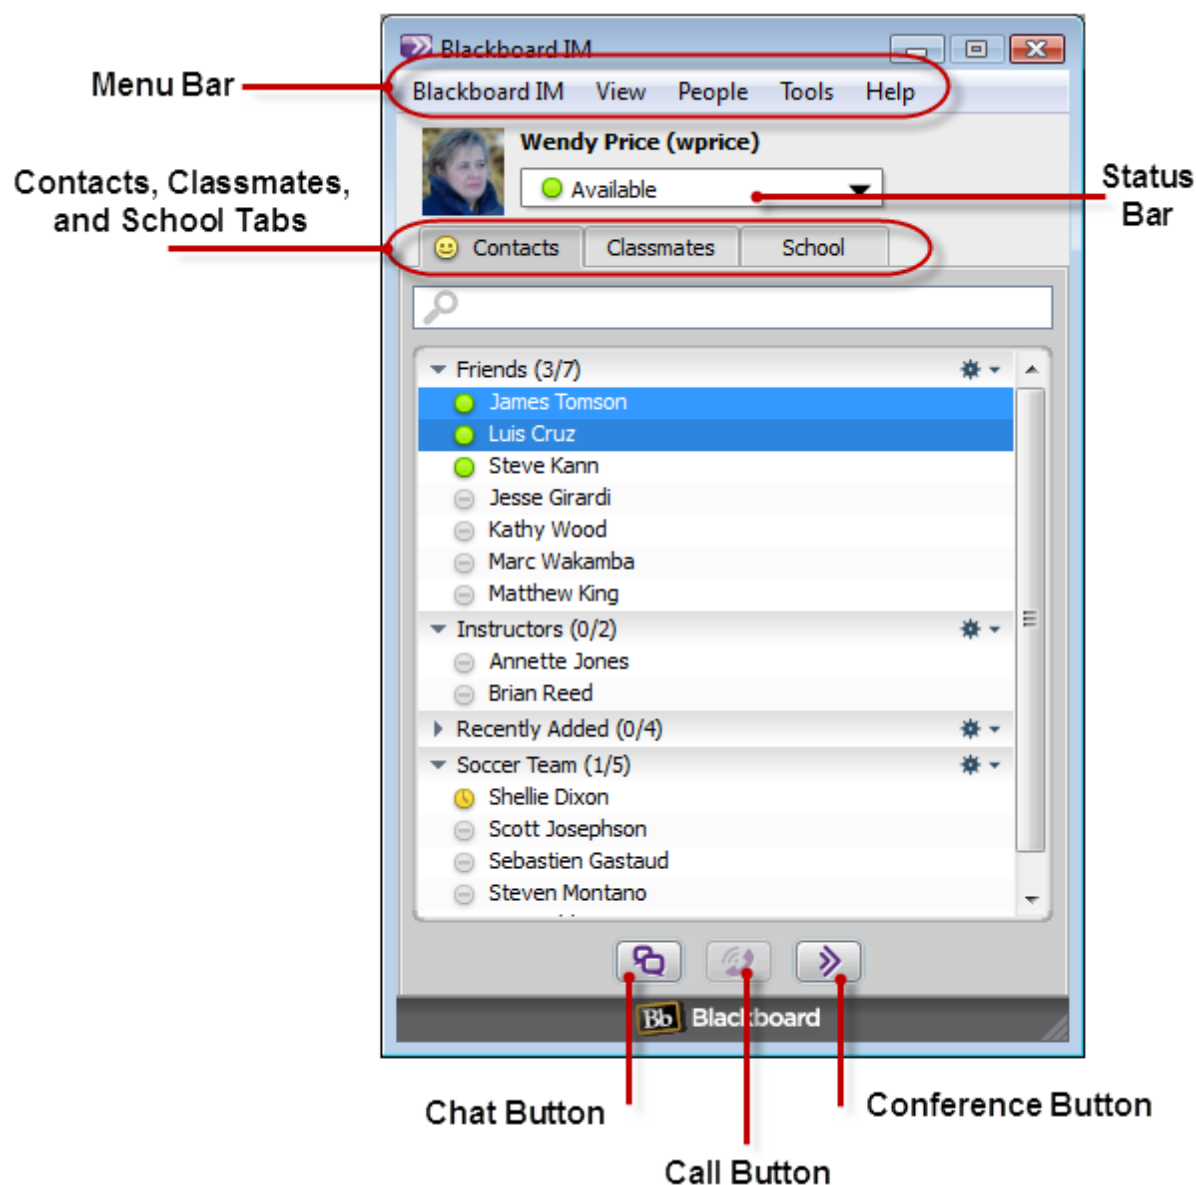 Blackboard IM
Menu Bar
Blackboard IM View People Tools Help
Wendy Price (wprice)
Available
Status
Bar
Contacts, Classmates,
and School Tabs
Contacts Classmates School
Friends (3/7)
James Tomson
Luis Cruz
Steve Kann
Jesse Girardi
Kathy Wood
Marc Wakamba
Matthew King
Instructors (0/2)
Annette Jones
Brian Reed
Recently Added (0/4)
Soccer Team (1/5)
Shellie Dixon
Scott Josephson
Sebastien Gastaud
Steven Montano
Bb Blackboard
Chat Button
Conference Button
Call Button